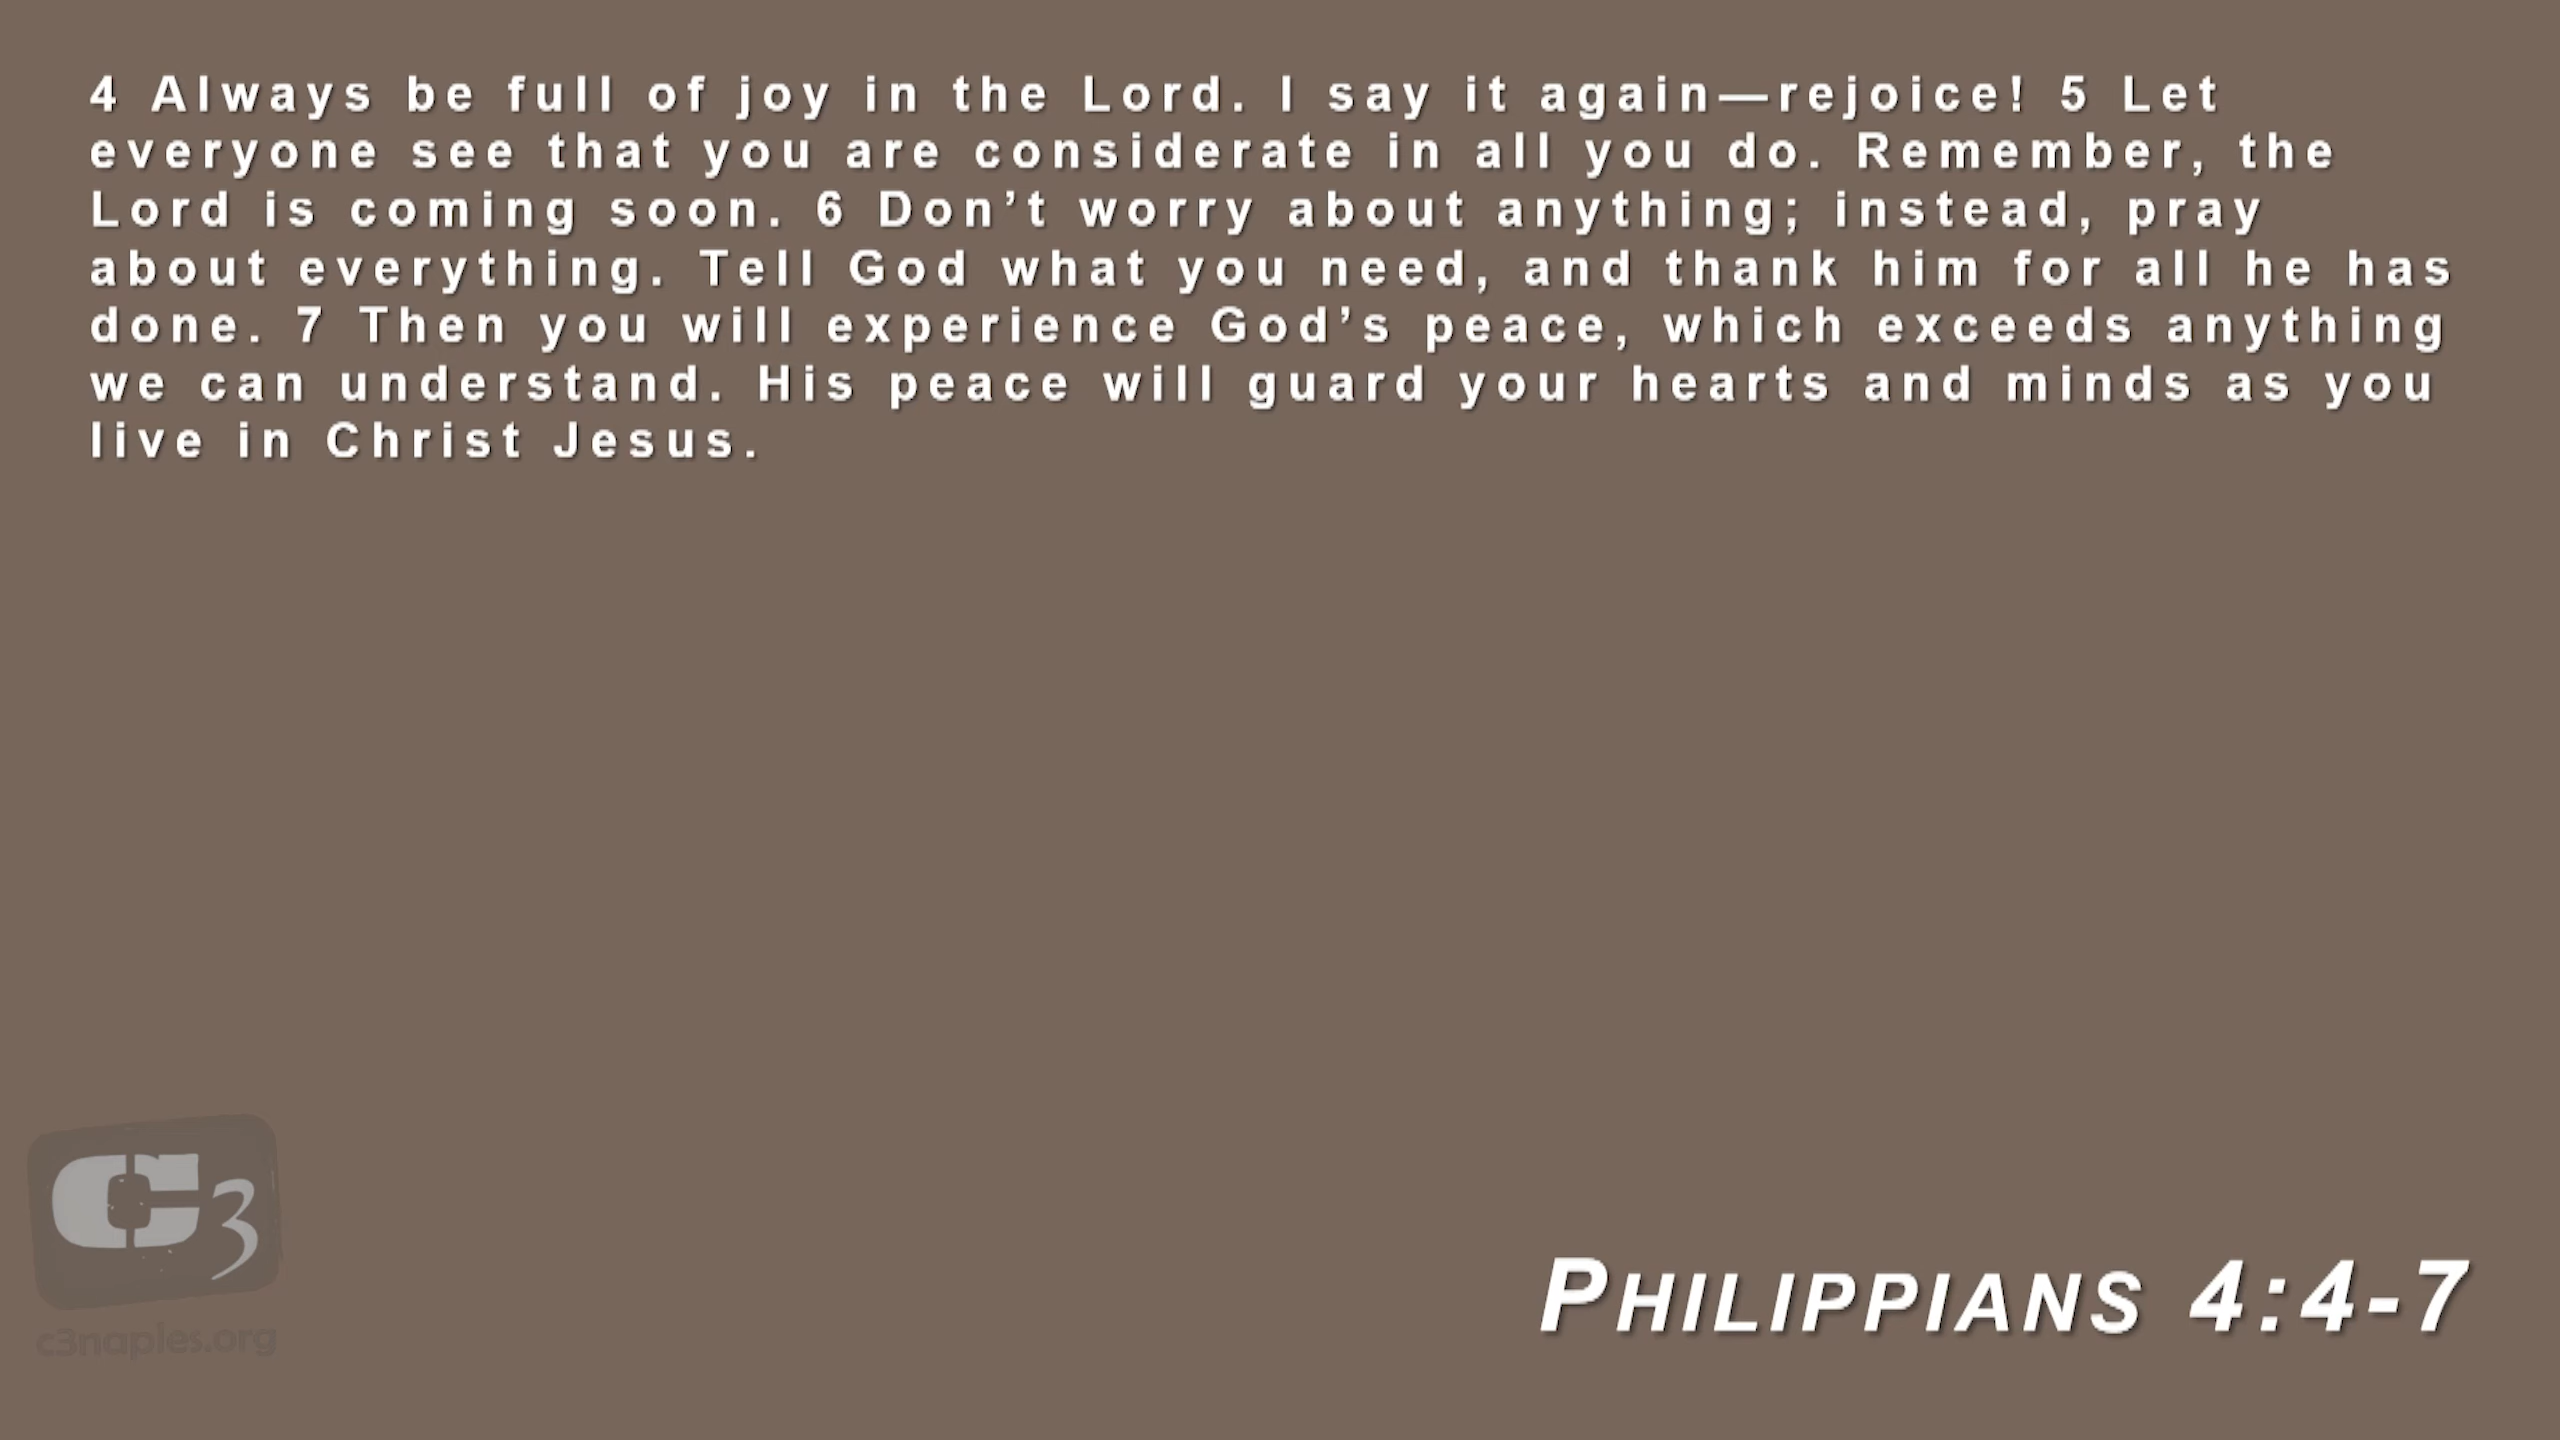 4 Always be full of joy in the Lord. I say it again—rejoice! 5 Let
everyone see that you are considerate in all you do. Remember, the
Lord is coming soon. 6 Don’t worry about anything; instead, pray
about everything. Tell God what you need, and thank him for all he has
done. 7 Then you will experience God’s peace, which exceeds anything
we can understand. His peace will guard your hearts and minds as you
live in Christ Jesus.
C3
c3naples.org
PHILIPPIANS 4:4-7